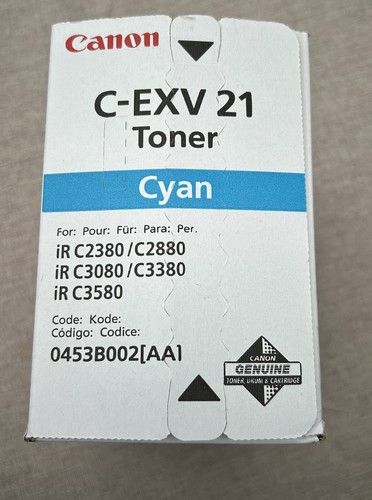 Canon
C-EXV 21
Toner
Cyan
For: Pour: Für: Para: Per.
iR C2380/C2880
iR C3080/C3380
iR C3580
Code: Kode:
Código: Codice:
0453B002[AA]
CANON
GENUINE
TONER, DRUM & CARTRIDGE